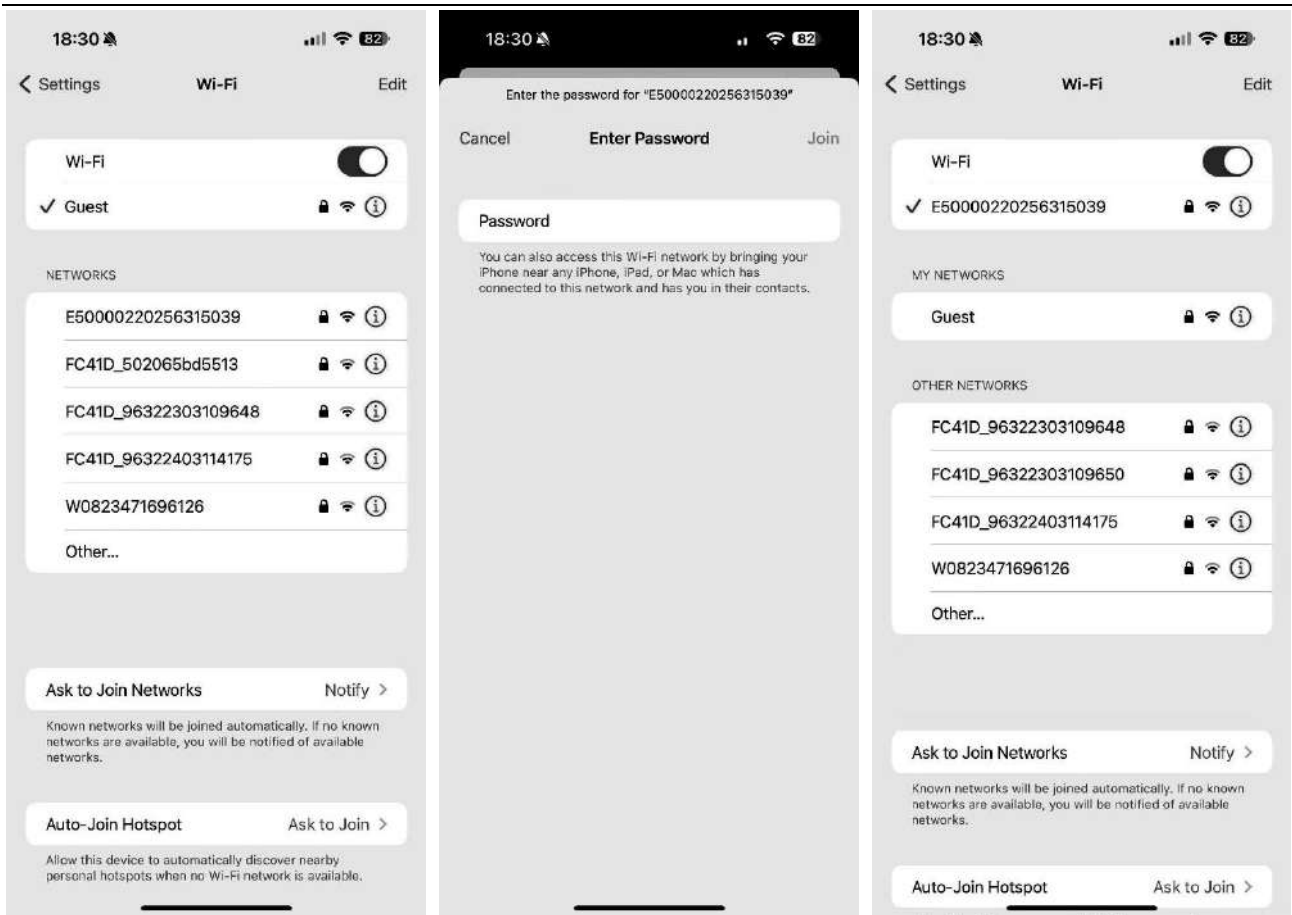 18:30 82
Settings Wi-Fi Edit
Wi-Fi
Guest
NETWORKS
E50000220256315039
FC41D_502065bd5513
FC41D_96322303109648
FC41D_96322403114175
W0823471696126
Other...
Ask to Join Networks Notify
Known networks will be joined automatically. If no known
networks are available, you will be notified of available
networks.
Auto-Join Hotspot Ask to Join
Allow this device to automatically discover nearby
personal hotspots when no Wi-Fi network is available.
18:30 82
Enter the password for "E50000220256315039"
Cancel Enter Password Join
Password
You can also access this Wi-Fi network by bringing your
iPhone near any iPhone, iPad, or Mac which has
connected to this network and has you in their contacts.
18:30 82
Settings Wi-Fi Edit
Wi-Fi
E50000220256315039
MY NETWORKS
Guest
OTHER NETWORKS
FC41D_96322303109648
FC41D_96322303109650
FC41D_96322403114175
W0823471696126
Other...
Ask to Join Networks Notify
Known networks will be joined automatically. If no known
networks are available, you will be notified of available
networks.
Auto-Join Hotspot Ask to Join